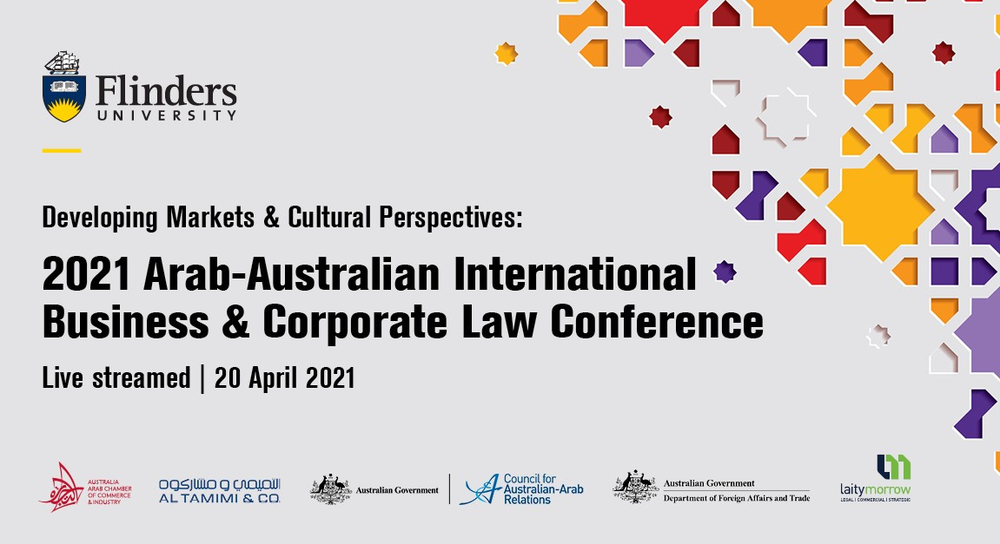 Flinders
UNIVERSITY
Developing Markets & Cultural Perspectives:
2021 Arab-Australian International
Business & Corporate Law Conference
Live streamed | 20 April 2021
AUSTRALIA
ARAB CHAMBER
OF COMMERCE
& INDUSTRY
التميمي و مشاركوه
AL TAMIMI & CO.
Australian Government
Council for
Australian-Arab
Relations
Australian Government
Department of Foreign Affairs and Trade
laitymorrow
LEGAL | COMMERCIAL | STRATEGIC